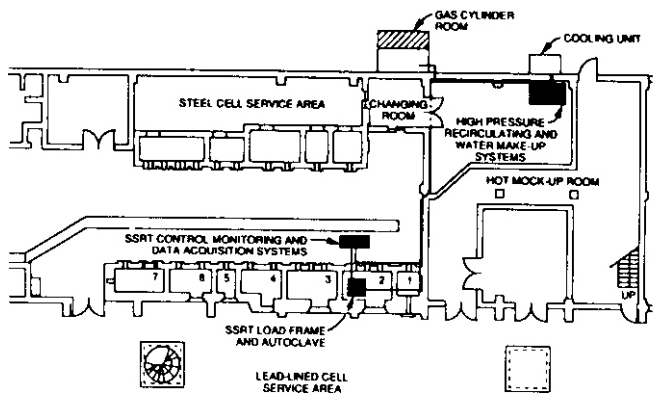 GAS CYLINDER
ROOM
COOLING UNIT
STEEL CELL SERVICE AREA
CHANGING
ROOM
HIGH PRESSURE
RECIRCULATING AND
WATER MAKE-UP
SYSTEMS
HOT MOCK-UP ROOM
SSRT CONTROL MONITORING AND
DATA ACQUISITION SYSTEMS
7
8
5
4
3
2
1
UP
SSRT LOAD FRAME
AND AUTOCLAVE
LEAD-LINED CELL
SERVICE AREA